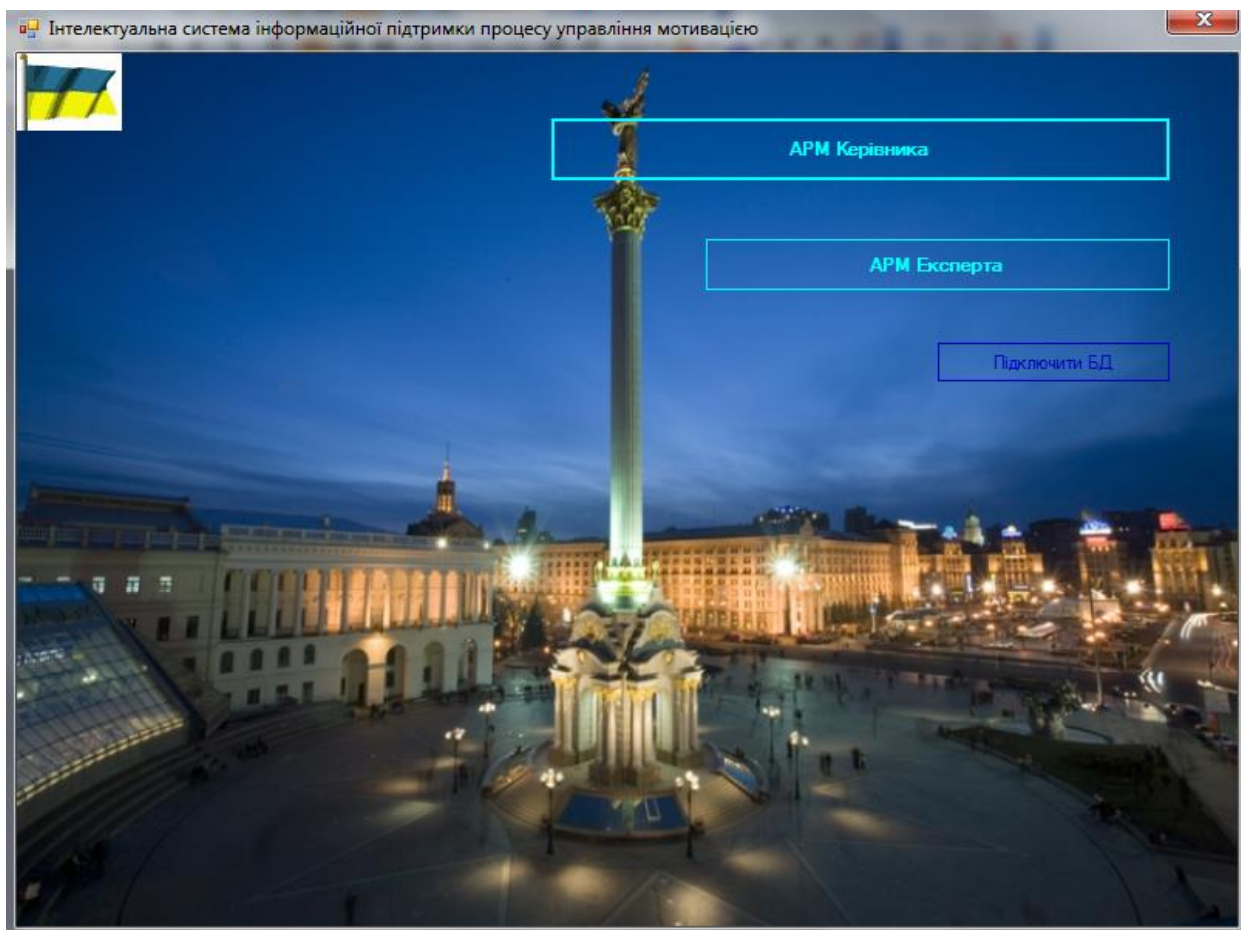 Інтелектуальна система інформаційної підтримки процесу управління мотивацією
АРМ Керівника
АРМ Експерта
Підключити БД